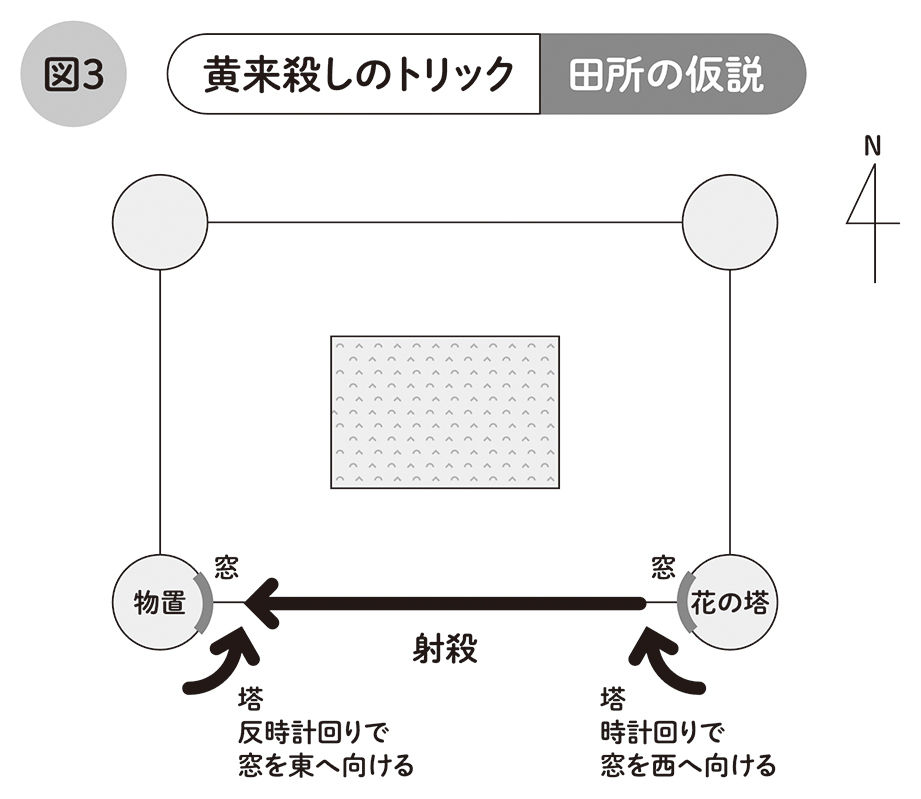 図3
黄来殺しのトリック
田所の仮説
N
窓
窓
物置
花の塔
射殺
塔
反時計回りで
窓を東へ向ける
塔
時計回りで
窓を西へ向ける